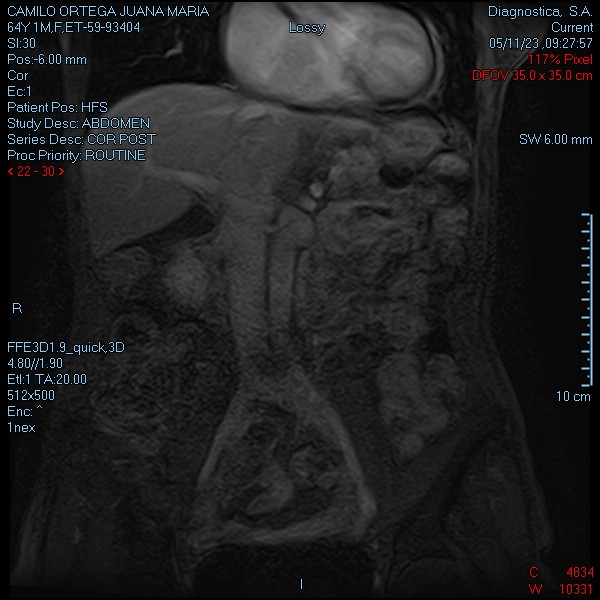 CAMILO ORTEGA JUANA MARIA
64Y 1M,F,ET-59-93404
SI:30
Pos:-6.00 mm
Cor
Ec:1
Patient Pos: HFS
Study Desc: ABDOMEN
Series Desc: COR POST
Proc Priority: ROUTINE
< 22 - 30 >
Lossy
Diagnostica, S.A.
Current
05/11/23 ,09:27:57
117% Pixel
DFOV 35.0 x 35.0 cm
SW 6.00 mm
R
10 cm
FFE3D1.9_quick,3D
4.80//1.90
Etl:1 TA:20.00
512x500
Enc: ^
1nex
I
C 4834
W 10331